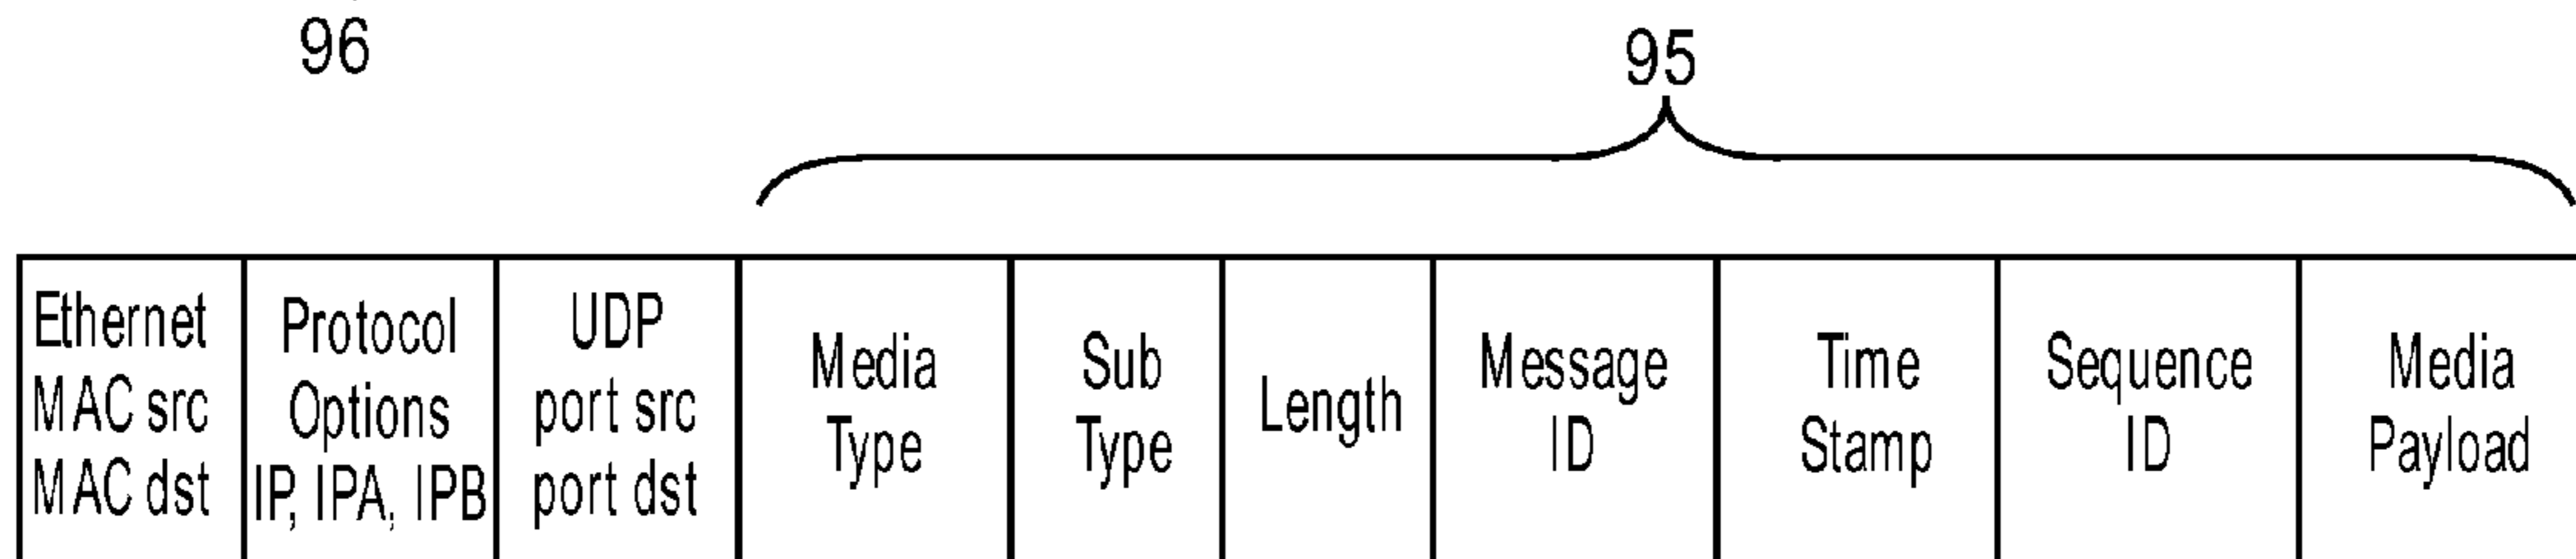 96
95
Ethernet
MAC src
MAC dst
Protocol
Options
IP, IPA, IPB
UDP
port src
port dst
Media
Type
Sub
Type
Length
Message
ID
Time
Stamp
Sequence
ID
Media
Payload